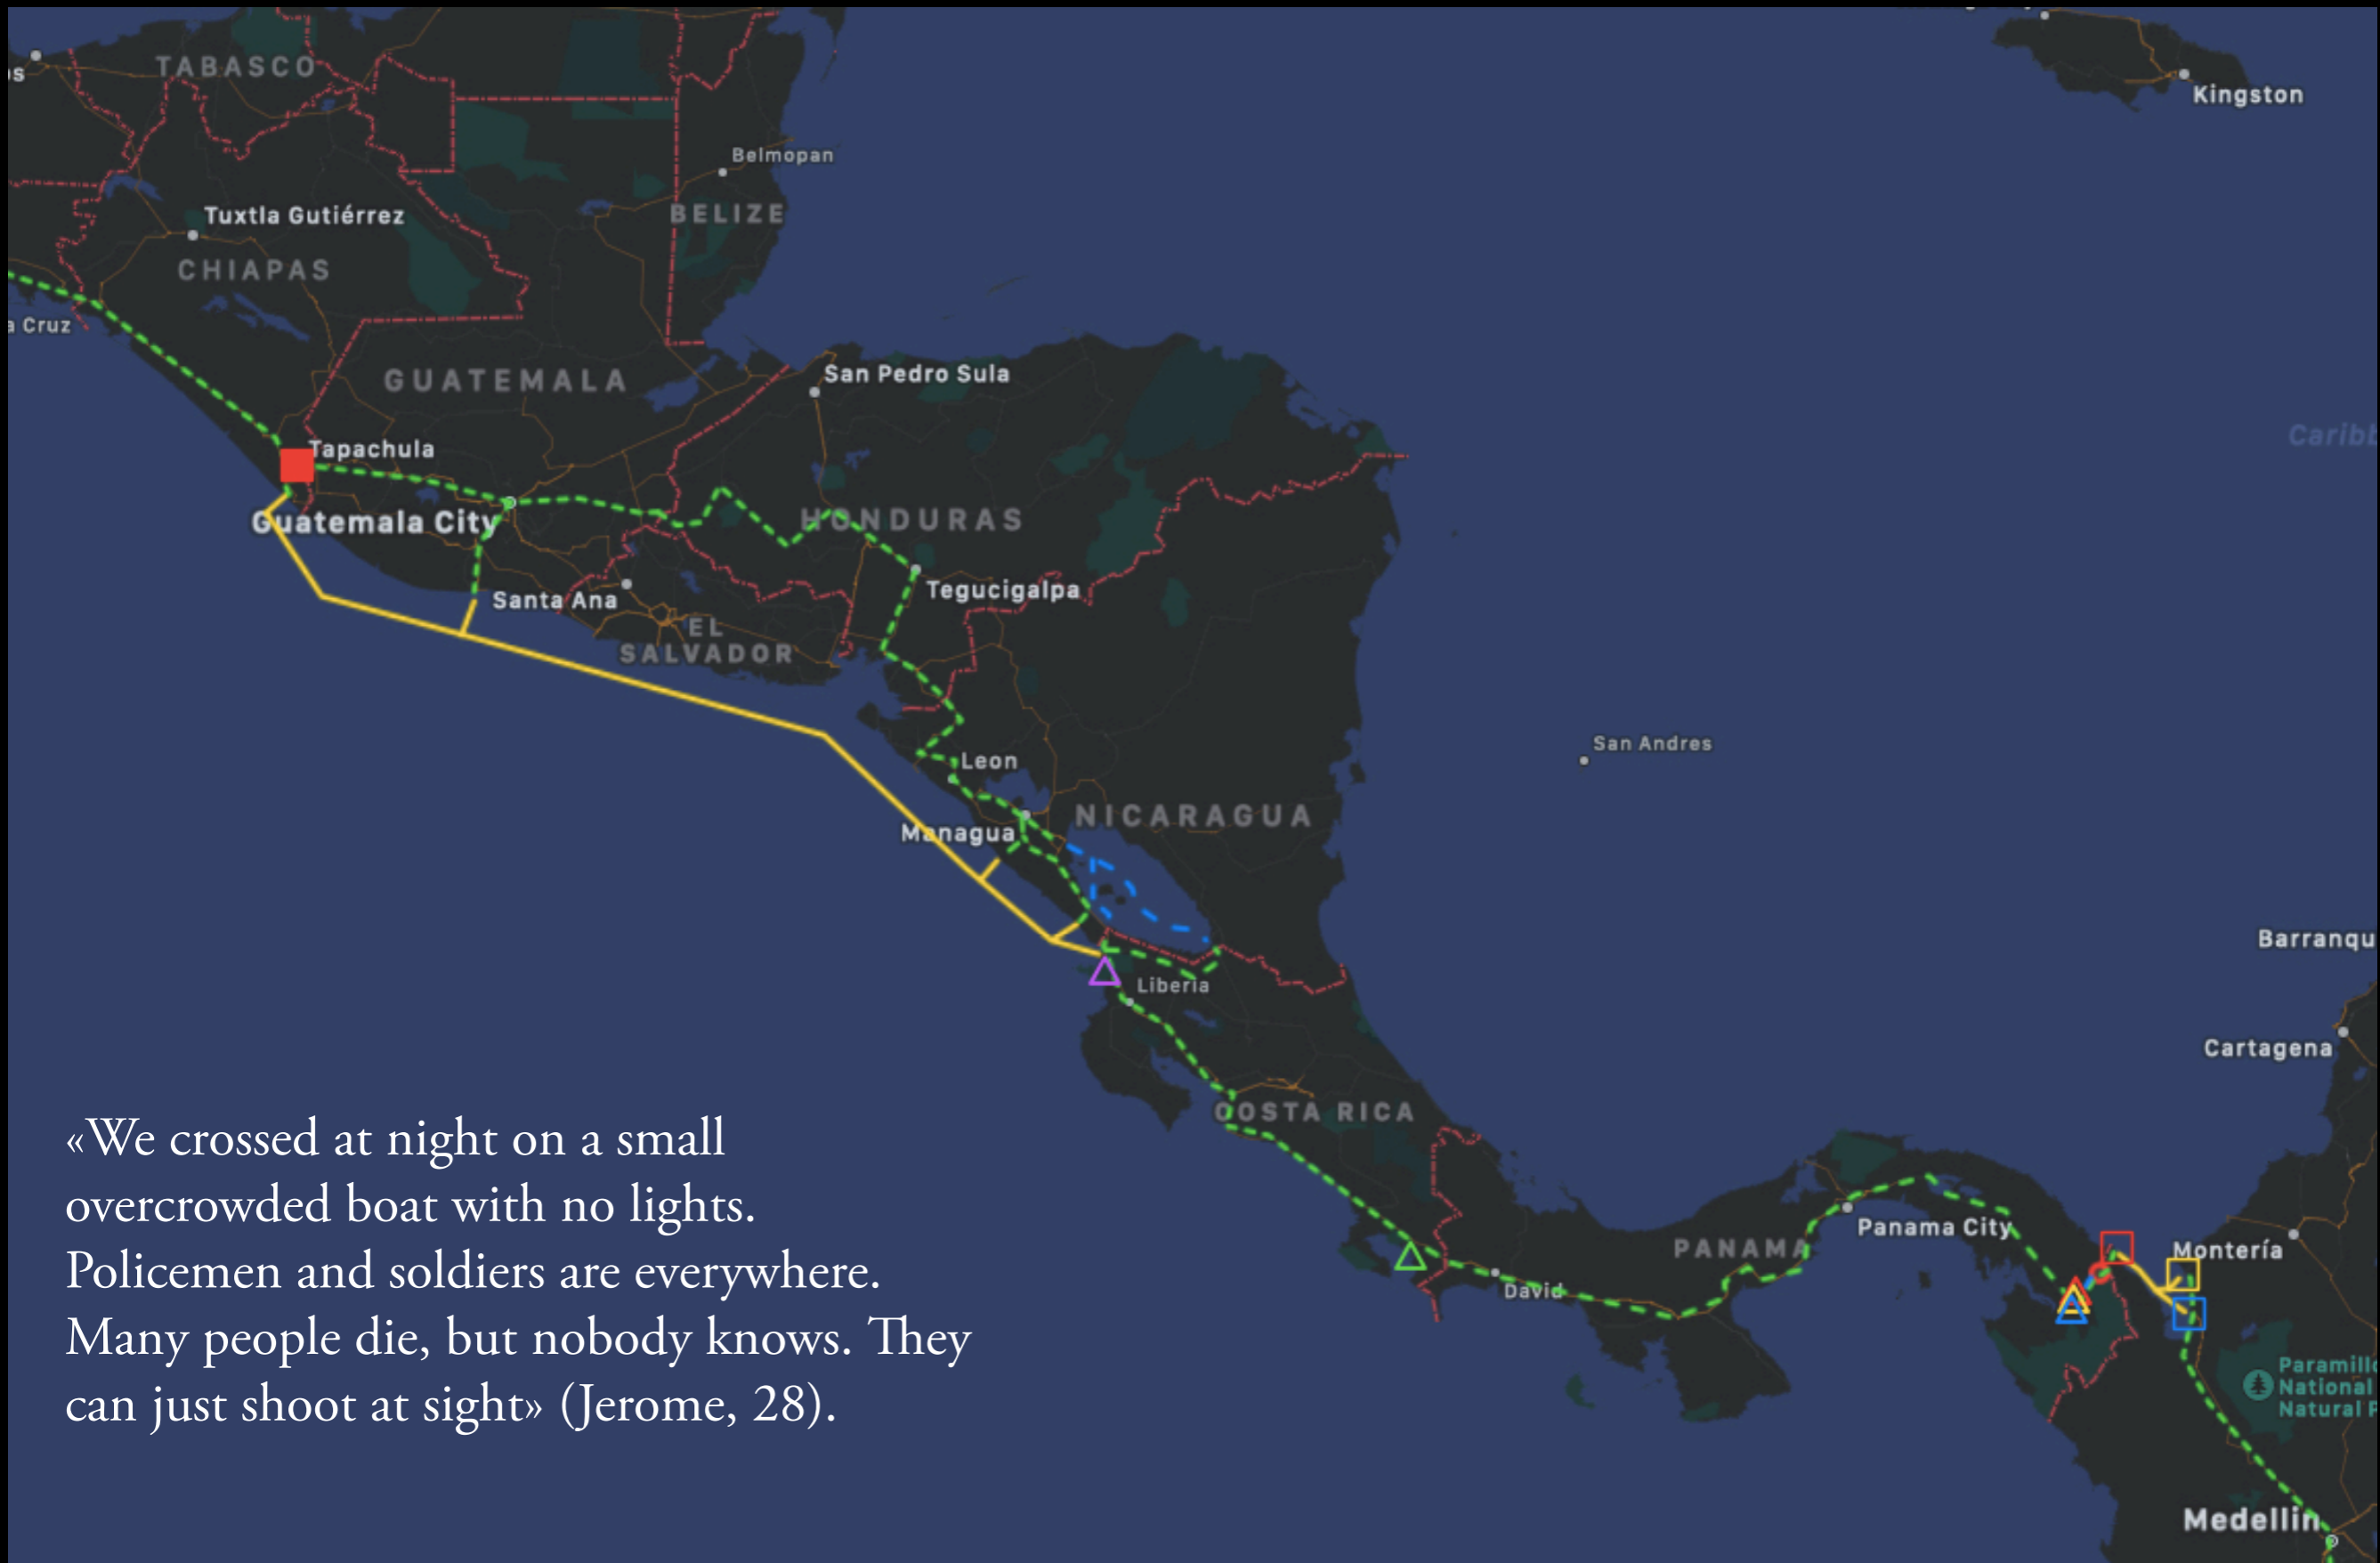 TABASCO
Kingston
Belmopan
Tuxtla Gutiérrez
BELIZE
CHIAPAS
a Cruz
San Pedro Sula
GUATEMALA
Caribb
Tapachula
Guatemala City
HONDURAS
Tegucigalpa
Santa Ana
EL
SALVADOR
San Andres
Leon
NICARAGUA
Managua
Barranqu
Liberia
Cartagena
COSTA RICA
Panama City
PANAMA
Montería
David
Paramillo
National
Natural P
Medellin
«We crossed at night on a small
overcrowded boat with no lights.
Policemen and soldiers are everywhere.
Many people die, but nobody knows. They
can just shoot at sight» (Jerome, 28).